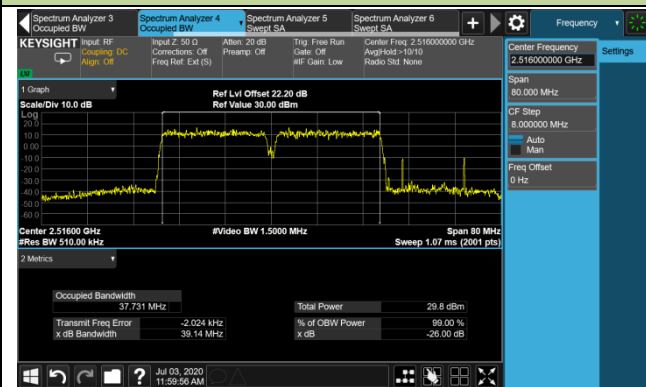 Spectrum Analyzer 3
Occupied BW
Spectrum Analyzer 4
Occupied BW
Spectrum Analyzer 5
Swept SA
Spectrum Analyzer 6
Swept SA
+
Frequency
KEYSIGHT
Input: RF
Coupling: DC
Align: Off
Input Z: 50 Ω
Corrections: Off
Freq Ref: Ext (S)
Atten: 20 dB
Preamp: Off
Trig: Free Run
Gate: Off
#IF Gain: Low
Center Freq: 2.516000000 GHz
Avg|Hold:>10/10
Radio Std: None
LXI
Center Frequency
2.516000000 GHz
Settings
Span
80.000 MHz
CF Step
8.000000 MHz
Auto
Man
Freq Offset
0 Hz
1 Graph
Scale/Div 10.0 dB
Ref Lvl Offset 22.20 dB
Ref Value 30.00 dBm
Log
20.0
10.0
0.00
-10.0
-20.0
-30.0
-40.0
-50.0
-60.0
Center 2.51600 GHz
#Video BW 1.5000 MHz
Span 80 MHz
#Res BW 510.00 kHz
Sweep 1.07 ms (2001 pts)
2 Metrics
Occupied Bandwidth
37.731 MHz
Total Power
29.8 dBm
Transmit Freq Error
-2.024 kHz
% of OBW Power
99.00 %
x dB Bandwidth
39.14 MHz
x dB
-26.00 dB
?
Jul 03, 2020
11:59:56 AM